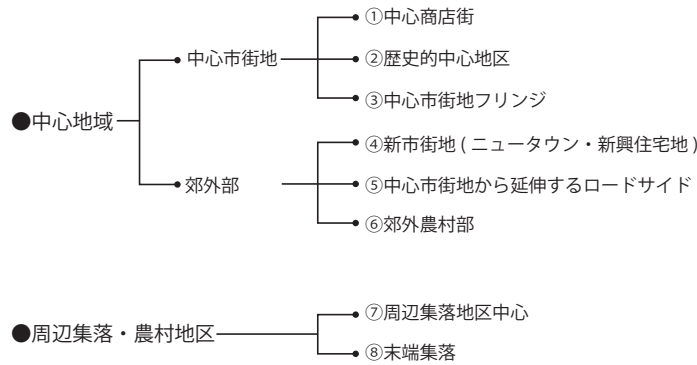 ●中心地域
中心市街地
①中心商店街
②歴史的中心地区
③中心市街地フリンジ
郊外部
④新市街地 ( ニュータウン・新興住宅地 )
⑤中心市街地から延伸するロードサイド
⑥郊外農村部
●周辺集落・農村地区
⑦周辺集落地区中心
⑧末端集落